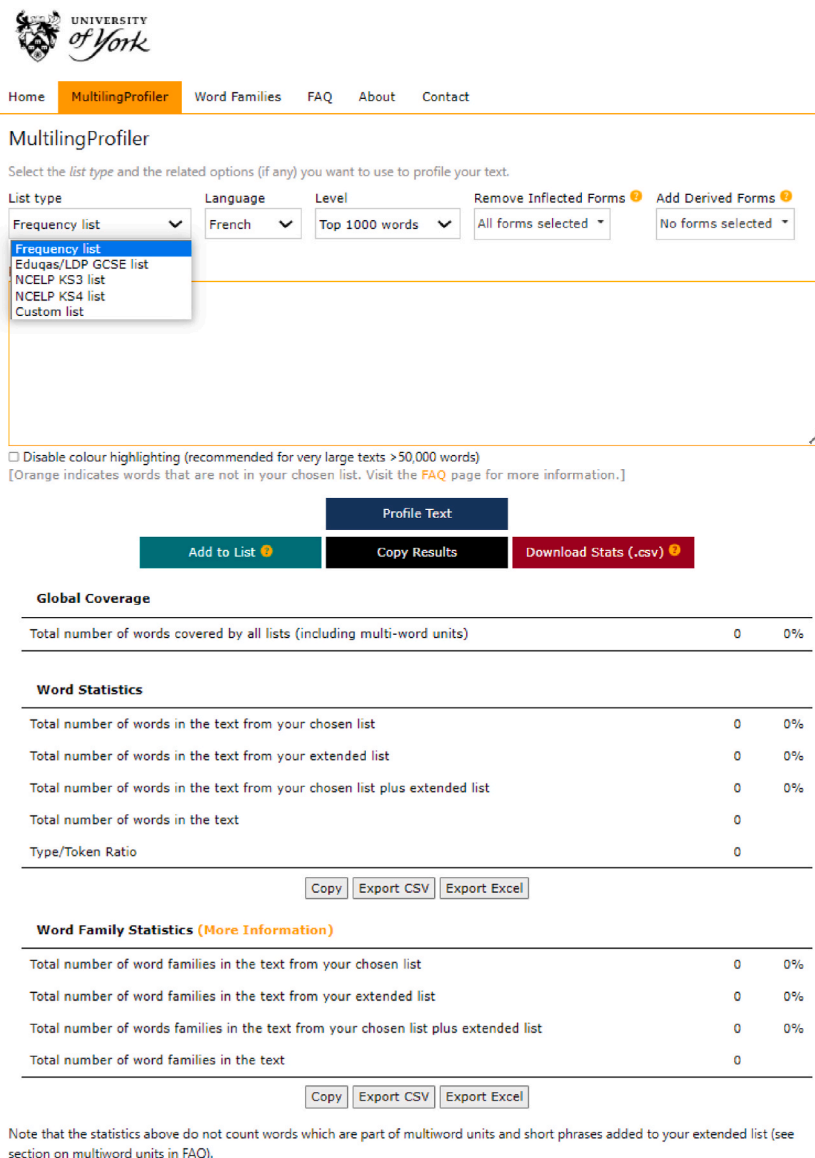 UNIVERSITY
of York
Home MultilingProfiler Word Families FAQ About Contact
MultilingProfiler
Select the list type and the related options (if any) you want to use to profile your text.
List type Language Level Remove Inflected Forms ? Add Derived Forms ?
Frequency list French Top 1000 words All forms selected No forms selected
Frequency list
Eduqas/LDP GCSE list
NCELP KS3 list
NCELP KS4 list
Custom list
Disable colour highlighting (recommended for very large texts >50,000 words)
[Orange indicates words that are not in your chosen list. Visit the FAQ page for more information.]
Profile Text
Add to List ? Copy Results Download Stats (.csv) ?
Global Coverage
Total number of words covered by all lists (including multi-word units) 0 0%
Word Statistics
Total number of words in the text from your chosen list 0 0%
Total number of words in the text from your extended list 0 0%
Total number of words in the text from your chosen list plus extended list 0 0%
Total number of words in the text 0
Type/Token Ratio 0
Copy Export CSV Export Excel
Word Family Statistics (More Information)
Total number of word families in the text from your chosen list 0 0%
Total number of word families in the text from your extended list 0 0%
Total number of words families in the text from your chosen list plus extended list 0 0%
Total number of word families in the text 0
Copy Export CSV Export Excel
Note that the statistics above do not count words which are part of multiword units and short phrases added to your extended list (see
section on multiword units in FAQ).